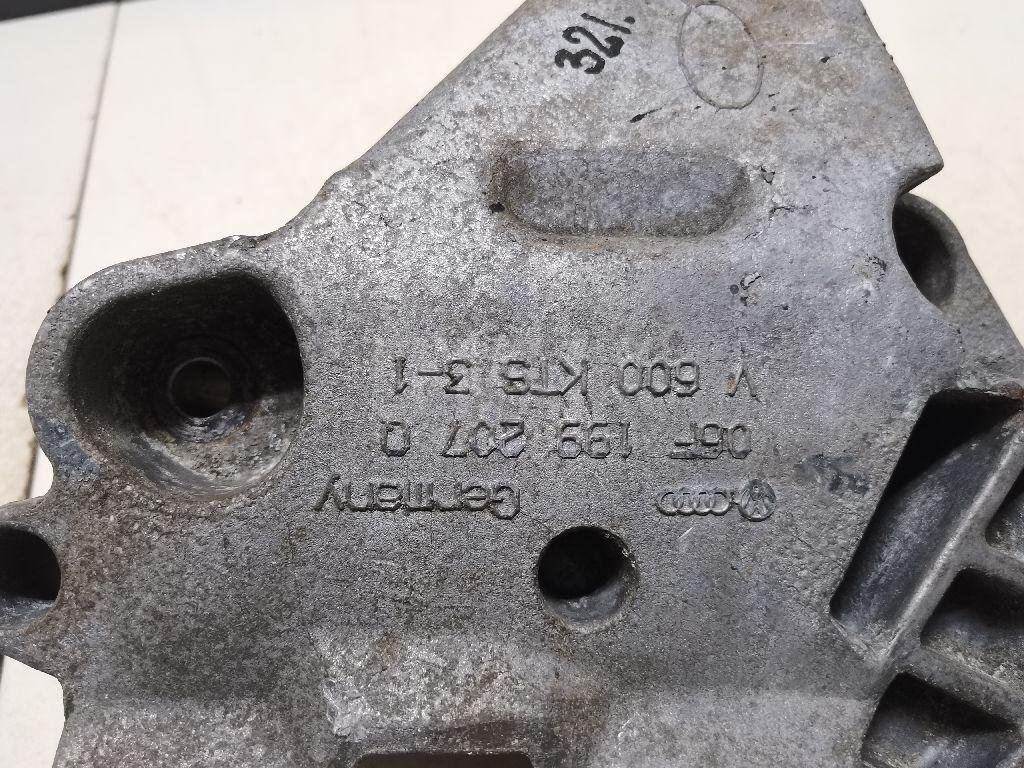 321.
Germany
06F 199 207 Q
V 600 KTS 3-1